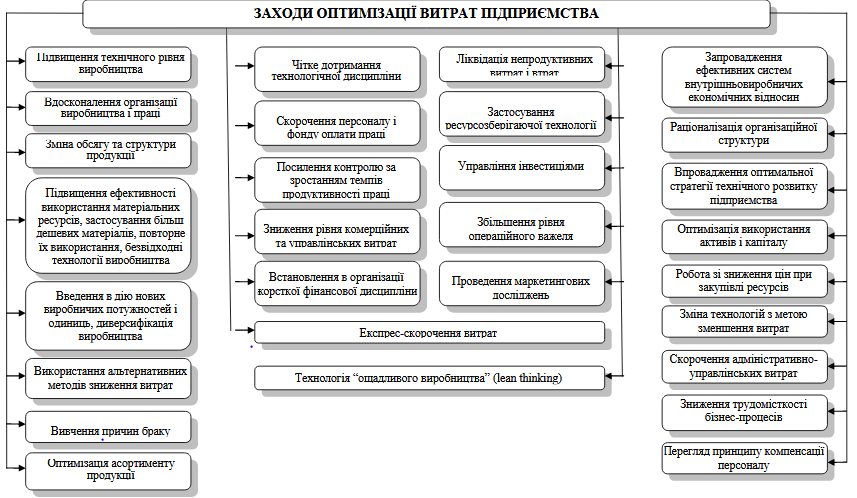 ЗАХОДИ ОПТИМІЗАЦІЇ ВИТРАТ ПІДПРИЄМСТВА
Підвищення технічного рівня
виробництва
Вдосконалення організації
виробництва і праці
Зміна обсягу та структури
продукції
Підвищення ефективності
використання матеріальних
ресурсів, застосування більш
дешевих матеріалів, повторне
їх використання, безвідходні
технології виробництва
Введення в дію нових
виробничих потужностей і
одиниць, диверсифікація
виробництва
Використання альтернативних
методів зниження витрат
Вивчення причин браку
Оптимізація асортименту
продукції
Чітке дотримання
технологічної дисципліни
Скорочення персоналу і
фонду оплати праці
Посилення контролю за
зростанням темпів
продуктивності праці
Зниження рівня комерційних
та управлінських витрат
Встановлення в організації
жорсткої фінансової дисципліни
Ліквідація непродуктивних
витрат і втрат
Застосування
ресурсозберігаючої технології
Управління інвестиціями
Збільшення рівня
операційного важеля
Проведення маркетингових
досліджень
Експрес-скорочення витрат
Технологія “ощадливого виробництва” (lean thinking)
Запровадження
ефективних систем
внутрішньовиробничих
економічних відносин
Раціоналізація організаційної
структури
Впровадження оптимальної
стратегії технічного розвитку
підприємства
Оптимізація використання
активів і капіталу
Робота зі зниження цін при
закупівлі ресурсів
Зміна технологій з метою
зменшення витрат
Скорочення адміністративно-
управлінських витрат
Зниження трудомісткості
бізнес-процесів
Перегляд принципу компенсації
персоналу